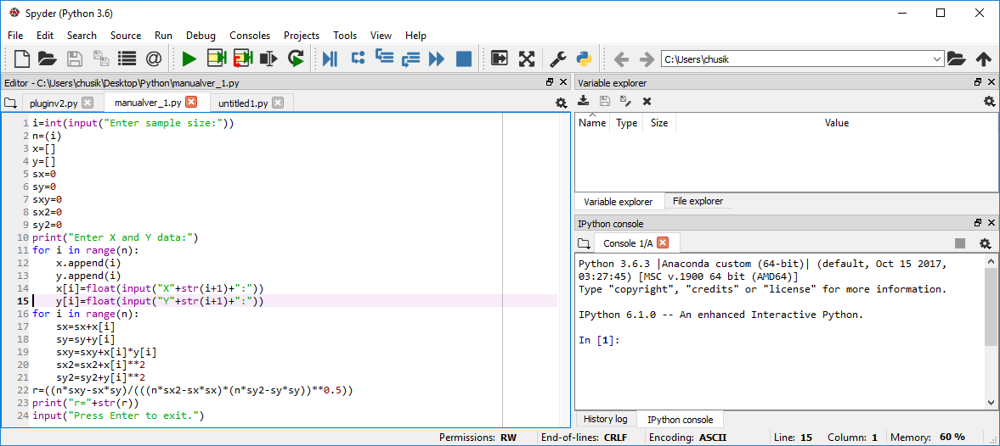 Spyder (Python 3.6)
File Edit Search Source Run Debug Consoles Projects Tools View Help
C:\Users\chusik
Editor - C:\Users\chusik\Desktop\Python\manualver_1.py
pluginv2.py manualver_1.py untitled1.py
1 i=int(input("Enter sample size:"))
2 n=(i)
3 x=[]
4 y=[]
5 sx=0
6 sy=0
7 sxy=0
8 sx2=0
9 sy2=0
10 print("Enter X and Y data:")
11 for i in range(n):
12     x.append(i)
13     y.append(i)
14     x[i]=float(input("X"+str(i+1)+":"))
15     y[i]=float(input("Y"+str(i+1)+":"))
16 for i in range(n):
17     sx=sx+x[i]
18     sy=sy+y[i]
19     sxy=sxy+x[i]*y[i]
20     sx2=sx2+x[i]**2
21     sy2=sy2+y[i]**2
22 r=((n*sxy-sx*sy)/(((n*sx2-sx*sx)*(n*sy2-sy*sy))**0.5))
23 print("r="+str(r))
24 input("Press Enter to exit.")
Variable explorer
Name Type Size Value
Variable explorer File explorer
IPython console
Console 1/A
Python 3.6.3 |Anaconda custom (64-bit)| (default, Oct 15 2017,
03:27:45) [MSC v.1900 64 bit (AMD64)]
Type "copyright", "credits" or "license" for more information.
IPython 6.1.0 -- An enhanced Interactive Python.
In [1]:
History log IPython console
Permissions: RW End-of-lines: CRLF Encoding: ASCII Line: 15 Column: 1 Memory: 60 %